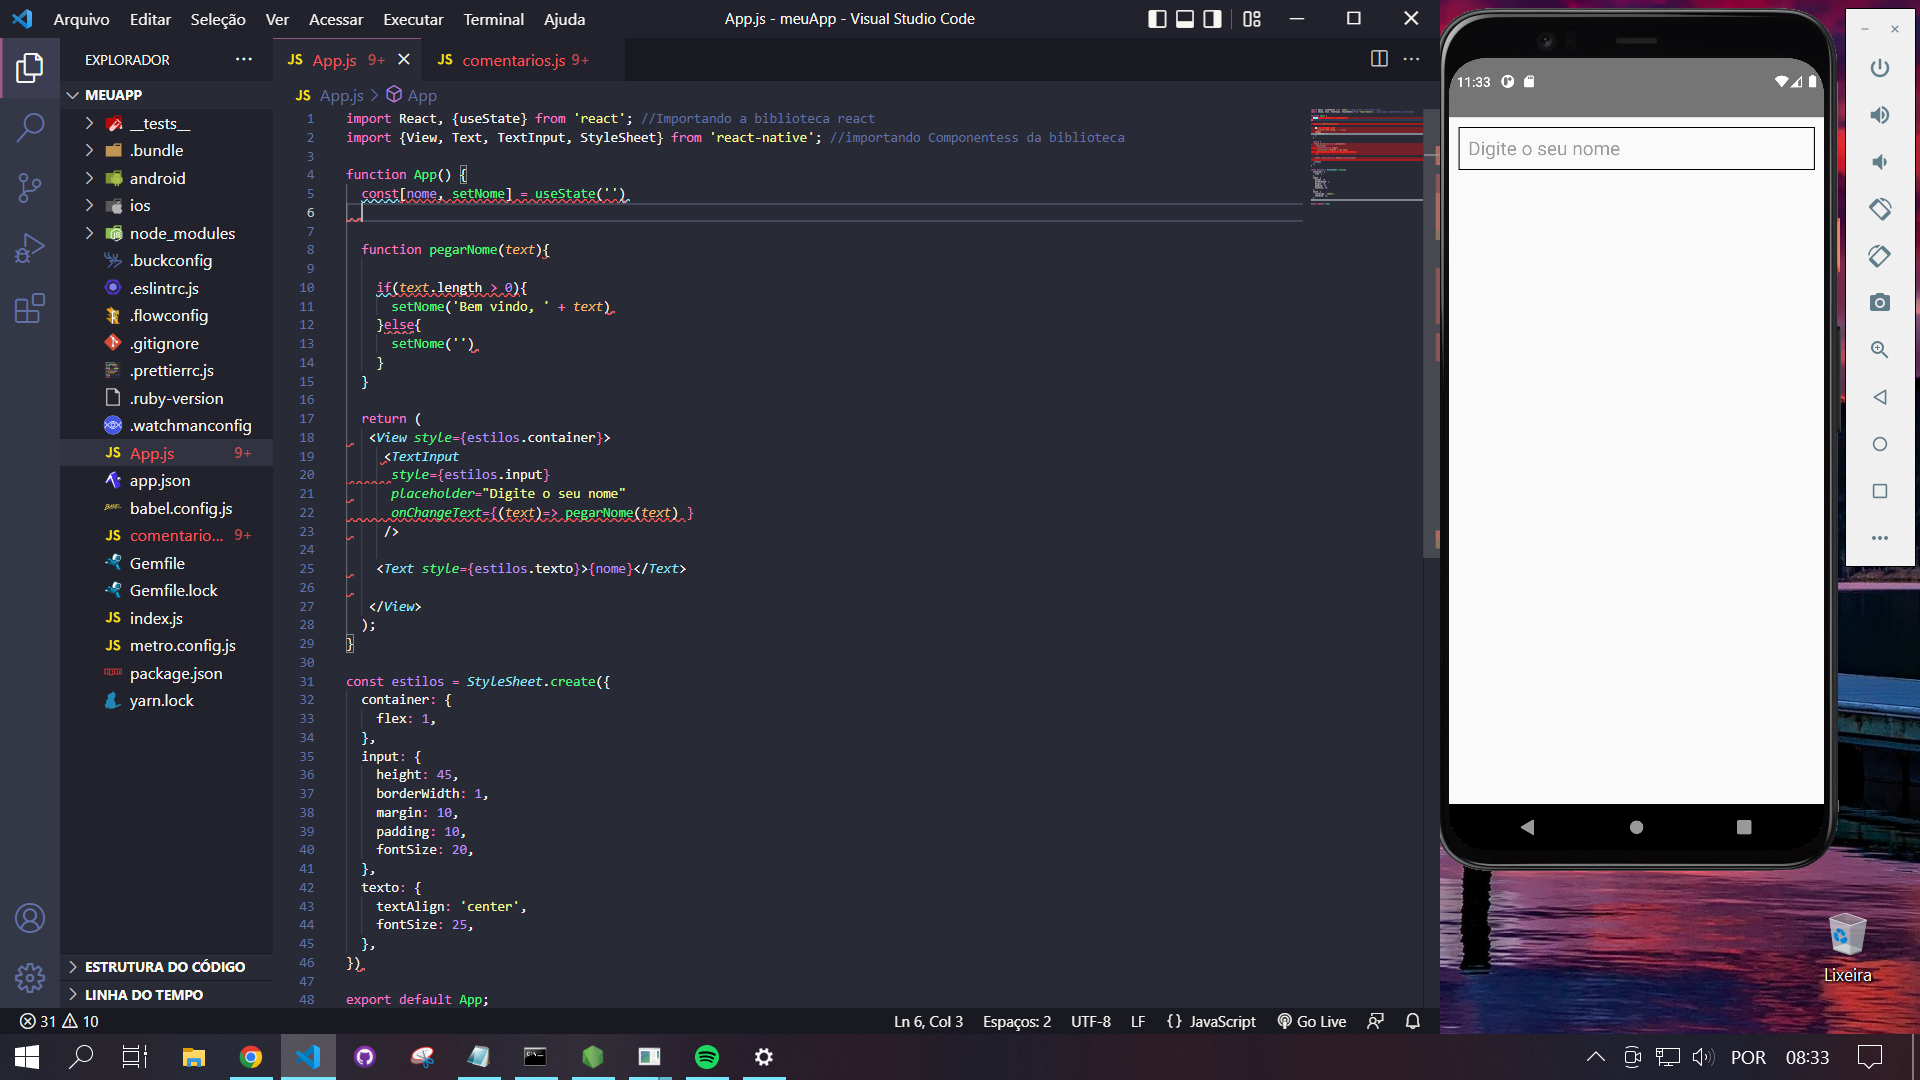 Arquivo Editar Seleção Ver Acessar Executar Terminal Ajuda
App.js - meuApp - Visual Studio Code
EXPLORADOR
JS App.js 9+
JS comentarios.js 9+
JS App.js > App
MEUAPP
__tests__
.bundle
android
ios
node_modules
.buckconfig
.eslintrc.js
.flowconfig
.gitignore
.prettierrc.js
.ruby-version
.watchmanconfig
JS App.js 9+
app.json
babel.config.js
JS comentario... 9+
Gemfile
Gemfile.lock
JS index.js
JS metro.config.js
package.json
yarn.lock
ESTRUTURA DO CÓDIGO
LINHA DO TEMPO
1 import React, {useState} from 'react'; //Importando a biblioteca react
2 import {View, Text, TextInput, StyleSheet} from 'react-native'; //importando Componentess da biblioteca
3
4 function App() {
5 const[nome, setNome] = useState('')
6
7
8 function pegarNome(text){
9
10 if(text.length > 0){
11 setNome('Bem vindo, ' + text)
12 }else{
13 setNome('')
14 }
15 }
16
17 return (
18 <View style={estilos.container}>
19 <TextInput
20 style={estilos.input}
21 placeholder="Digite o seu nome"
22 onChangeText={(text)=> pegarNome(text) }
23 />
24
25 <Text style={estilos.texto}>{nome}</Text>
26
27 </View>
28 );
29 }
30
31 const estilos = StyleSheet.create({
32 container: {
33 flex: 1,
34 },
35 input: {
36 height: 45,
37 borderWidth: 1,
38 margin: 10,
39 padding: 10,
40 fontSize: 20,
41 },
42 texto: {
43 textAlign: 'center',
44 fontSize: 25,
45 },
46 })
47
48 export default App;
31 10
Ln 6, Col 3 Espaços: 2 UTF-8 LF {} JavaScript Go Live
11:33
Digite o seu nome
Lixeira
POR 08:33